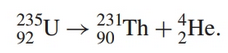 ²³⁵₉₂U → ²³¹₉₀Th + ⁴₂He.